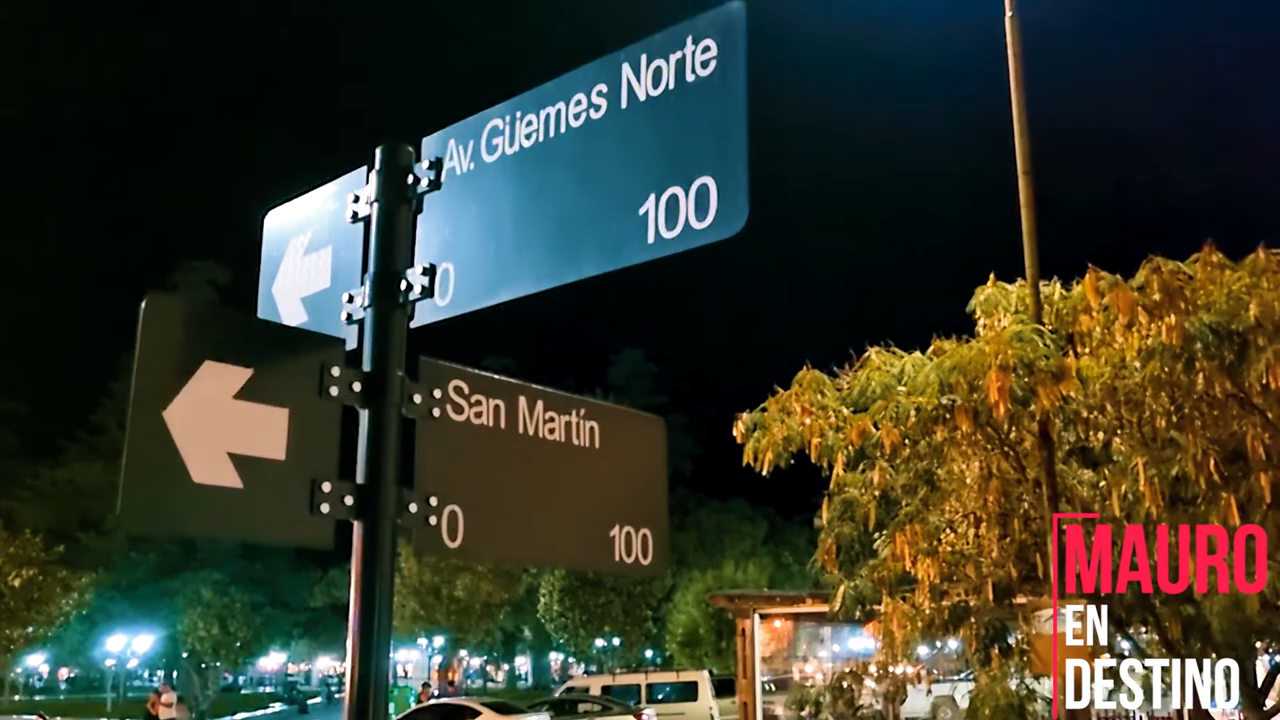 Av. Güemes Norte
0 100
San Martín
0 100
MAURO
EN
DESTINO